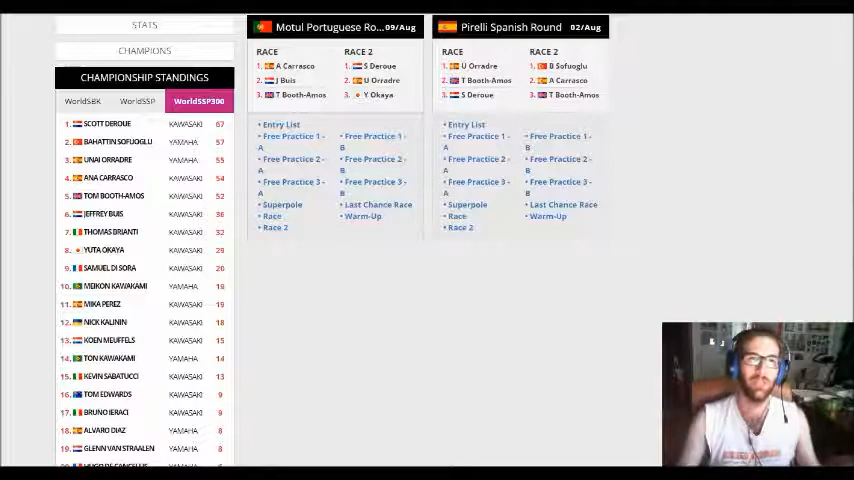 STATS
CHAMPIONS
CHAMPIONSHIP STANDINGS
WorldSBK WorldSSP WorldSSP300
1. SCOTT DEROUE KAWASAKI 67
2. BAHATTIN SOFUOGLU YAMAHA 57
3. UNAI ORRADRE YAMAHA 55
4. ANA CARRASCO KAWASAKI 54
5. TOM BOOTH-AMOS KAWASAKI 52
6. JEFFREY BUIS KAWASAKI 36
7. THOMAS BRIANTI KAWASAKI 32
8. YUTA OKAYA KAWASAKI 29
9. SAMUEL DI SORA KAWASAKI 20
10. MEIKON KAWAKAMI YAMAHA 19
11. MIKA PEREZ KAWASAKI 19
12. NICK KALININ KAWASAKI 18
13. KOEN MEUFFELS KAWASAKI 15
14. TON KAWAKAMI YAMAHA 14
15. KEVIN SABATUCCI KAWASAKI 13
16. TOM EDWARDS KAWASAKI 9
17. BRUNO IERACI KAWASAKI 9
18. ALVARO DIAZ YAMAHA 8
19. GLENN VAN STRAALEN YAMAHA 8
Motul Portuguese Ro... 09/Aug
RACE
1. A Carrasco
2. J Buis
3. T Booth-Amos
RACE 2
1. S Deroue
2. U Orradre
3. Y Okaya
• Entry List
• Free Practice 1 - A
• Free Practice 1 - B
• Free Practice 2 - A
• Free Practice 2 - B
• Free Practice 3 - A
• Free Practice 3 - B
• Superpole
• Last Chance Race
• Race
• Warm-Up
• Race 2
Pirelli Spanish Round 02/Aug
RACE
1. U Orradre
2. T Booth-Amos
3. S Deroue
RACE 2
1. B Sofuoglu
2. A Carrasco
3. T Booth-Amos
• Entry List
• Free Practice 1 - A
• Free Practice 1 - B
• Free Practice 2 - A
• Free Practice 2 - B
• Free Practice 3 - A
• Free Practice 3 - B
• Superpole
• Last Chance Race
• Race
• Warm-Up
• Race 2